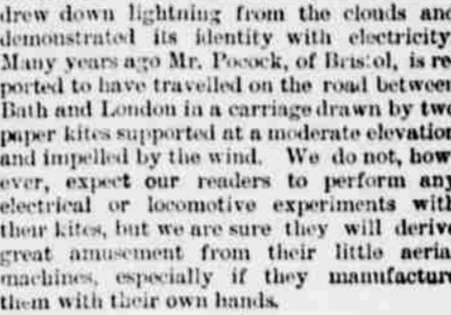 drew down lightning from the clouds and
demonstrated its identity with electricity
Many years ago Mr. Pocock, of Bristol, is re
ported to have travelled on the road between
Bath and London in a carriage drawn by two
paper kites supported at a moderate elevation
and impelled by the wind. We do not, how
ever, expect our readers to perform any
electrical or locomotive experiments with
their kites, but we are sure they will derive
great amusement from their little aeria
machines, especially if they manufactur
them with their own hands.